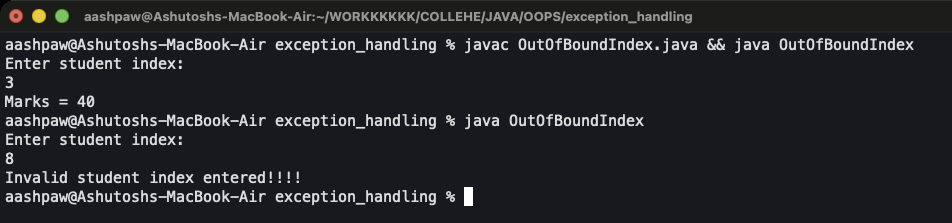 aashpaw@Ashutoshs-MacBook-Air:~/WORKKKKKK/COLLEHE/JAVA/OOPS/exception_handling
aashpaw@Ashutoshs-MacBook-Air exception_handling % javac OutOfBoundIndex.java && java OutOfBoundIndex
Enter student index:
3
Marks = 40
aashpaw@Ashutoshs-MacBook-Air exception_handling % java OutOfBoundIndex
Enter student index:
8
Invalid student index entered!!!!
aashpaw@Ashutoshs-MacBook-Air exception_handling %